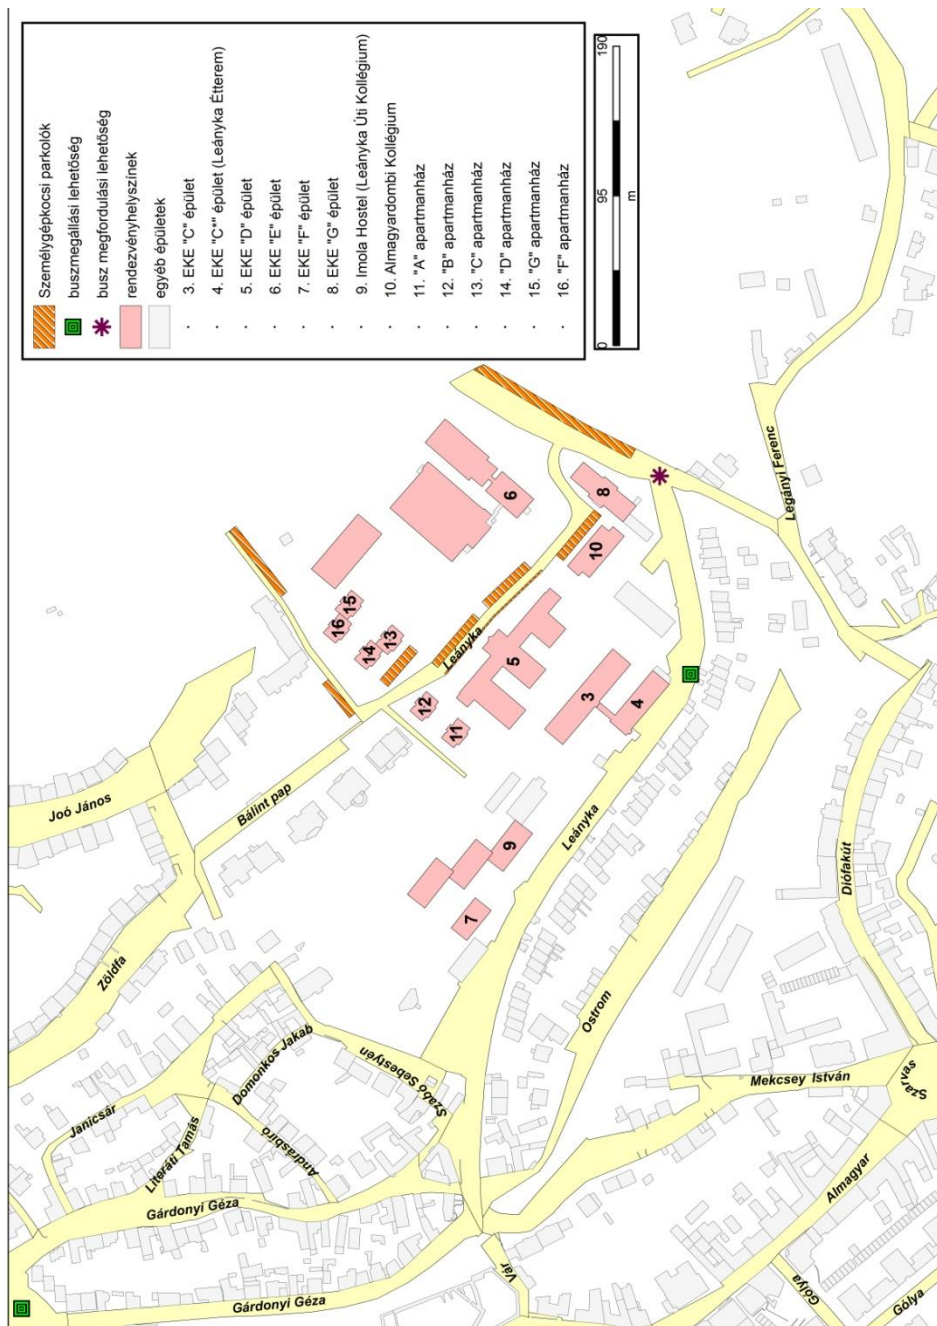 Személygépkocsi parkolók
buszmegállási lehetőség
busz megfordulási lehetőség
rendezvényhelyszínek
egyéb épületek
· 3. EKE "C" épület
· 4. EKE "C*" épület (Leányka Étterem)
· 5. EKE "D" épület
· 6. EKE "E" épület
· 7. EKE "F" épület
· 8. EKE "G" épület
· 9. Imola Hostel (Leányka Úti Kollégium)
· 10. Almagyardombi Kollégium
· 11. "A" apartmanház
· 12. "B" apartmanház
· 13. "C" apartmanház
· 14. "D" apartmanház
· 15. "G" apartmanház
· 16. "F" apartmanház
0 95 190
m
Joó János
Bálint pap
Zöldfa
Janicsár
Domonkos Jakab
Literáti Tamás
Andrásbíró
Szabó Sebestyén
Gárdonyi Géza
Gárdonyi Géza
Vár
Leányka
Leányka
Ostrom
Mekcsey István
Szarvas
Almagyar
Gólya
Gólya
Diófakút
Legányi Ferenc
16
15
14
13
12
11
6
8
10
5
3
4
9
7